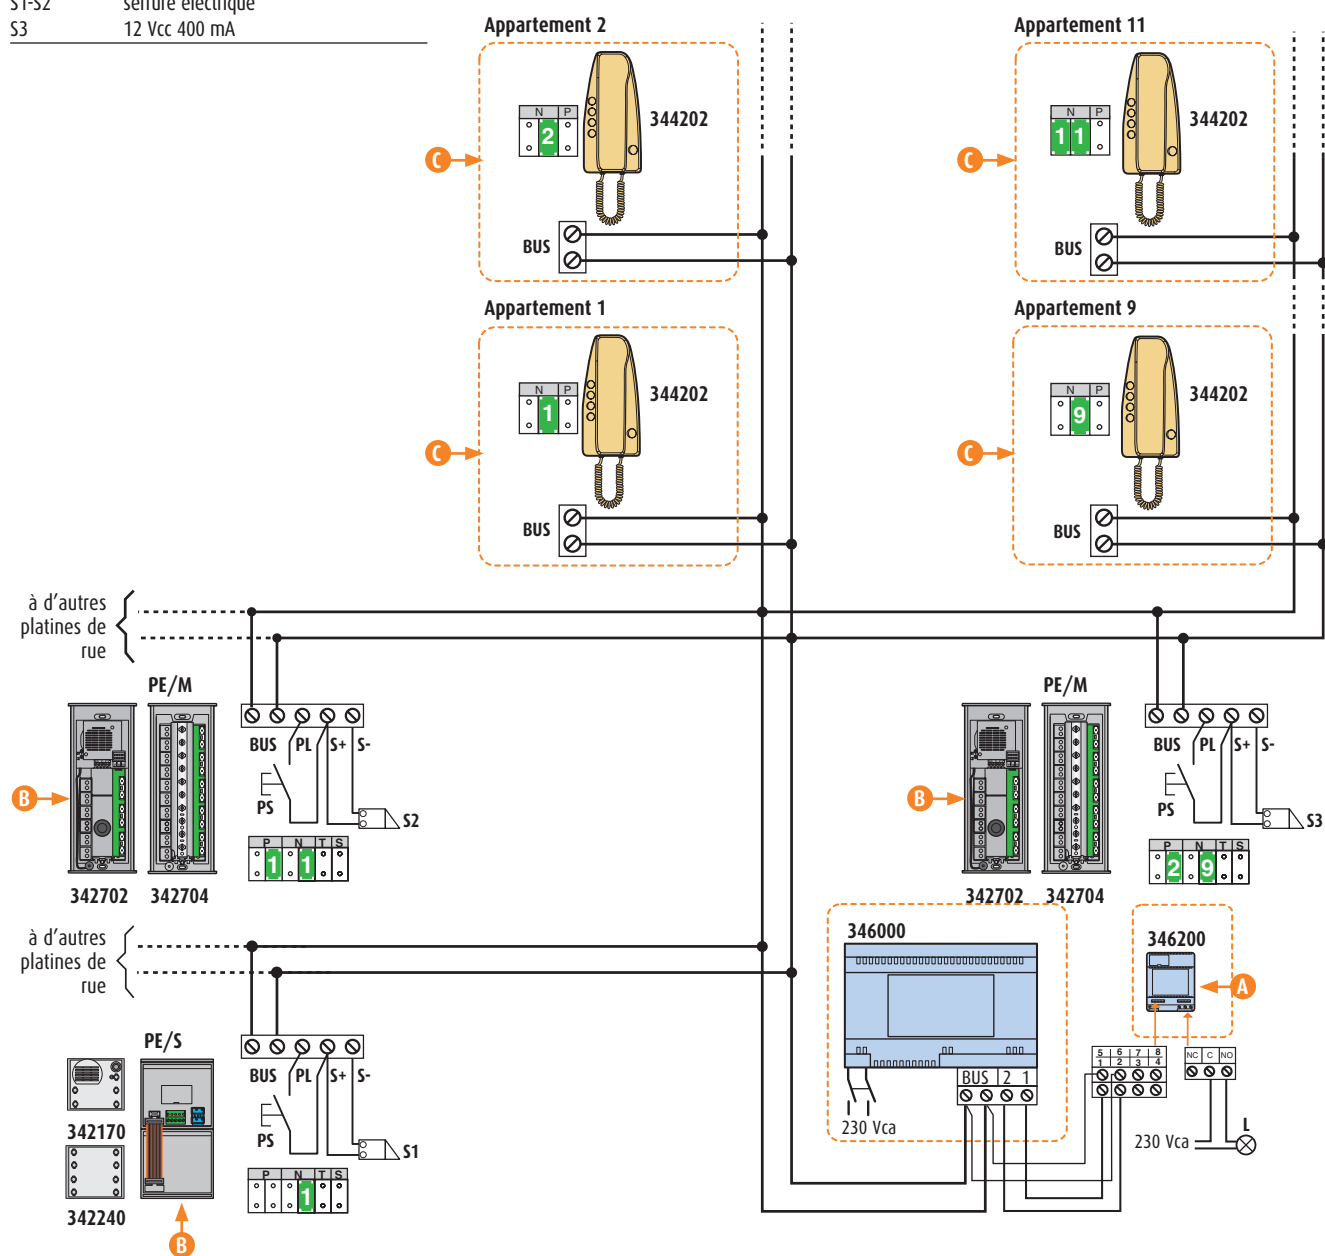 S1-S2 serrure électrique
S3 12 Vcc 400 mA
Appartement 2
Appartement 11
N P
2
344202
C
BUS
N P
1 1
344202
C
BUS
Appartement 1
Appartement 9
N P
1
344202
C
BUS
N P
9
344202
C
BUS
à d'autres
platines de
rue
PE/M
BUS PL S+ S-
PS
S2
B
P N T S
1 1
342702 342704
PE/M
BUS PL S+ S-
PS
S3
B
P N T S
2 9
342702 342704
à d'autres
platines de
rue
PE/S
BUS PL S+ S-
PS
S1
342170
342240
P N T S
1
B
346000
BUS 2 1
230 Vca
346200
A
5 6 7 8
1 2 3 4
NC C NO
230 Vca
L